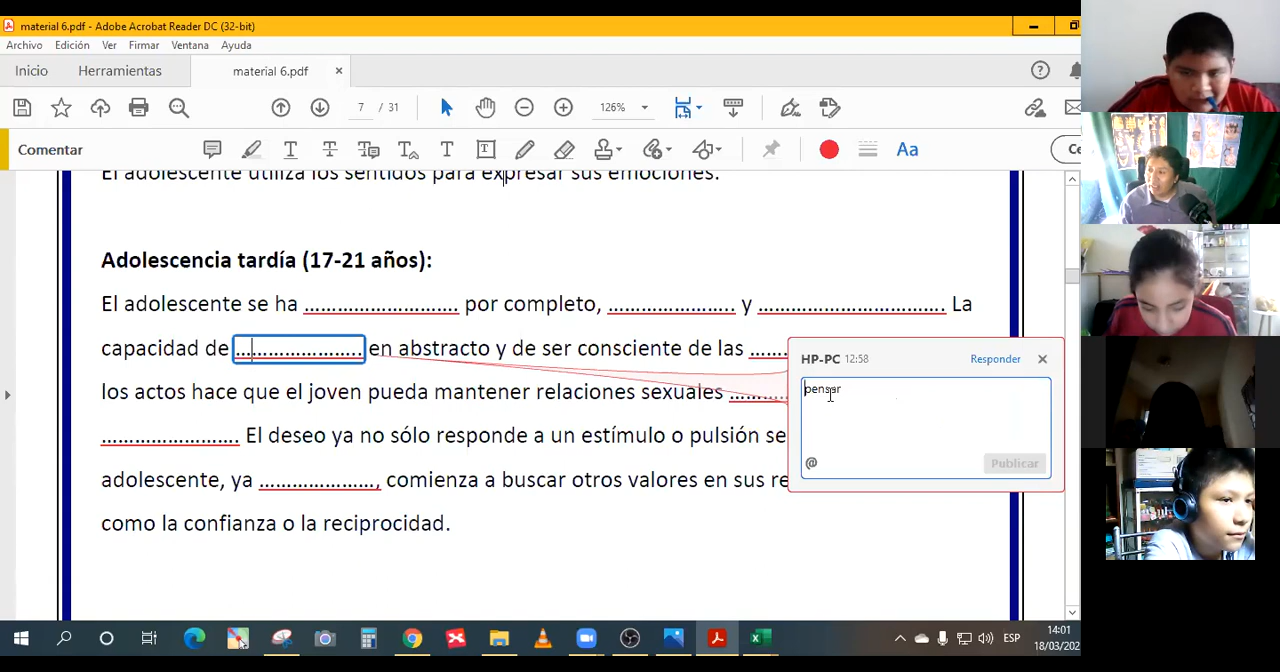 material 6.pdf - Adobe Acrobat Reader DC (32-bit)
Archivo Edición Ver Firmar Ventana Ayuda
Inicio Herramientas material 6.pdf ×
7 / 31 126%
Comentar
El adolescente utiliza los sentidos para expresar sus emociones.
Adolescencia tardía (17-21 años):
El adolescente se ha ........................... por completo, ...................... y ................................. La
capacidad de ...................... en abstracto y de ser consciente de las
los actos hace que el joven pueda mantener relaciones sexuales
........................ El deseo ya no sólo responde a un estímulo o pulsión se
adolescente, ya ...................., comienza a buscar otros valores en sus re
como la confianza o la reciprocidad.
HP-PC 12:58 Responder
pensar
@ Publicar
ESP
14:01
18/03/202